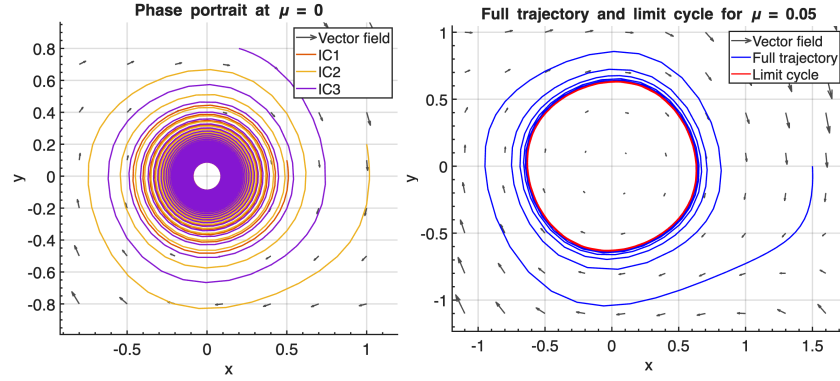 Phase portrait at μ = 0
Vector field
IC1
IC2
IC3
0.8
0.6
0.4
0.2
0
-0.2
-0.4
-0.6
-0.8
y
-0.5
0
0.5
1
x
Full trajectory and limit cycle for μ = 0.05
Vector field
Full trajectory
Limit cycle
1
0.5
0
-0.5
-1
y
-1
-0.5
0
0.5
1
1.5
x